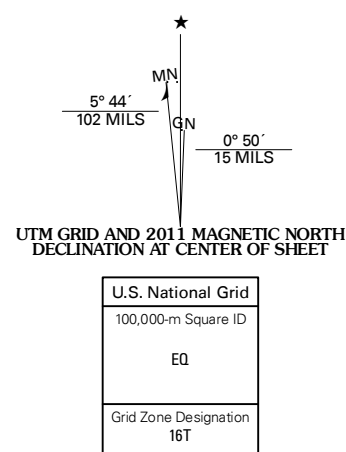 ★
MN
5° 44´
102 MILS
GN
0° 50´
15 MILS
UTM GRID AND 2011 MAGNETIC NORTH
DECLINATION AT CENTER OF SHEET
U.S. National Grid
100,000-m Square ID
EQ
Grid Zone Designation
16T